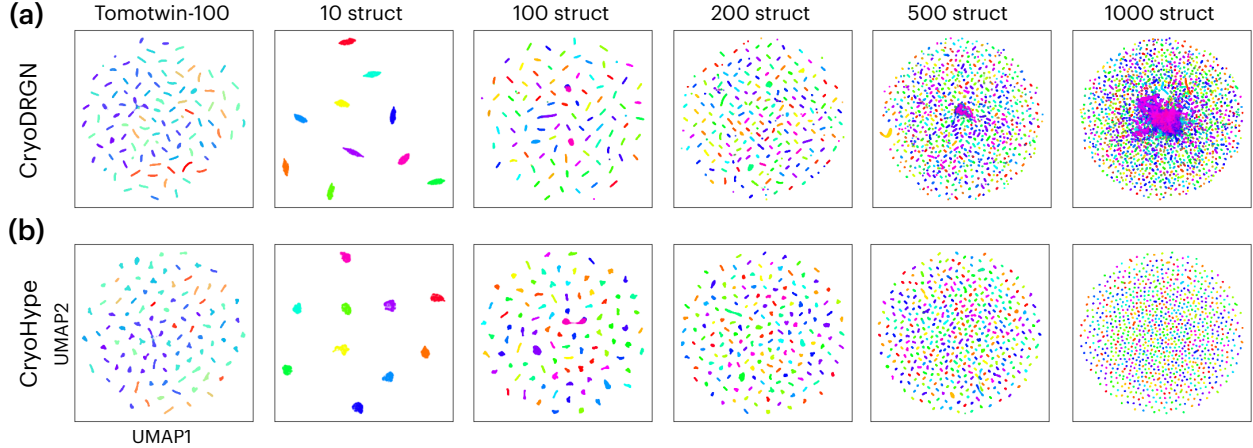 (a)
Tomotwin-100
10 struct
100 struct
200 struct
500 struct
1000 struct
CryoDRGN
(b)
CryoHype
UMAP2
UMAP1